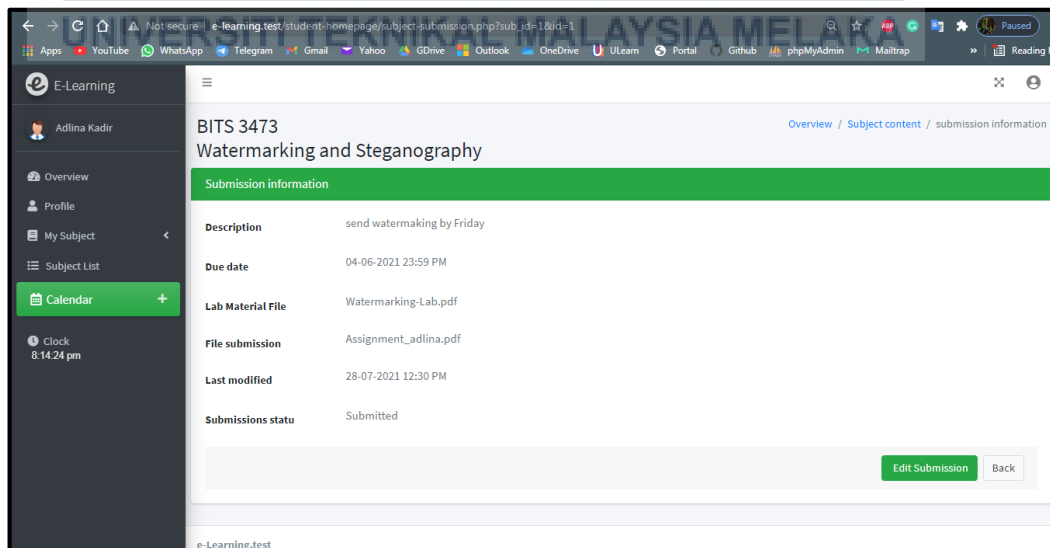 UNIVERSITI TEKNIKAL MALAYSIA MELAKA
Not secure | e-learning.test/student-homepage/subject-submission.php?sub_id=1&id=1
ABP
G
Paused
Apps YouTube WhatsApp Telegram Gmail Yahoo GDrive Outlook OneDrive ULearn Portal Github phpMyAdmin Mailtrap » Reading
E-Learning
Adlina Kadir
BITS 3473
Watermarking and Steganography
Overview / Subject content / submission information
Overview
Profile
My Subject
Subject List
Calendar +
Clock
8:14:24 pm
Submission information
Description send watermaking by Friday
Due date 04-06-2021 23:59 PM
Lab Material File Watermarking-Lab.pdf
File submission Assignment_adlina.pdf
Last modified 28-07-2021 12:30 PM
Submissions statu Submitted
Edit Submission Back
e-Learning.test